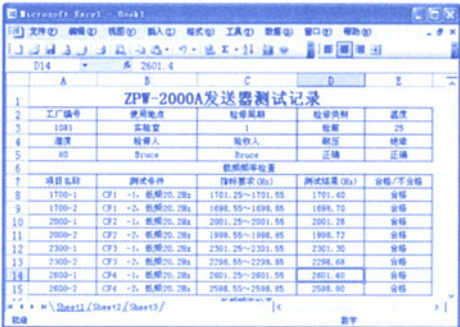 Microsoft Excel - Book1
文件(F) 编辑(E) 视图(V) 插入(I) 格式(O) 工具(T) 数据(D) 窗口(W) 帮助(H)
D14 fx 2601.4
A B C D E
1 ZPW-2000A发送器测试记录
2 工厂编号 使用地点 检修周期 检修类别 温度
3 1081 实验室 1 检修 25
4 湿度 检修人 验收人 耐压 绝缘
5 80 Bruce Bruce 正确 正确
6 低频频率检查
7 项目名称 测试条件 指标要求(Hz) 测试结果(Hz) 合格/不合格
8 1700-1 CF1 -1, 低频20.2Hz 1701.25~1701.55 1701.40 合格
9 1700-2 CF1 -2, 低频20.2Hz 1698.55~1698.85 1698.70 合格
10 2000-1 CF2 -1, 低频20.2Hz 2001.25~2001.55 2001.28 合格
11 2000-2 CF2 -2, 低频20.2Hz 1998.55~1998.85 1998.72 合格
12 2300-1 CF3 -1, 低频20.2Hz 2301.25~2301.55 2301.30 合格
13 2300-2 CF3 -2, 低频20.2Hz 2298.55~2298.85 2298.68 合格
14 2600-1 CF4 -1, 低频20.2Hz 2601.25~2601.55 2601.40 合格
15 2600-2 CF4 -2, 低频20.2Hz 2598.55~2598.85 2598.80 合格
Sheet1/Sheet2/Sheet3/
就绪 数字